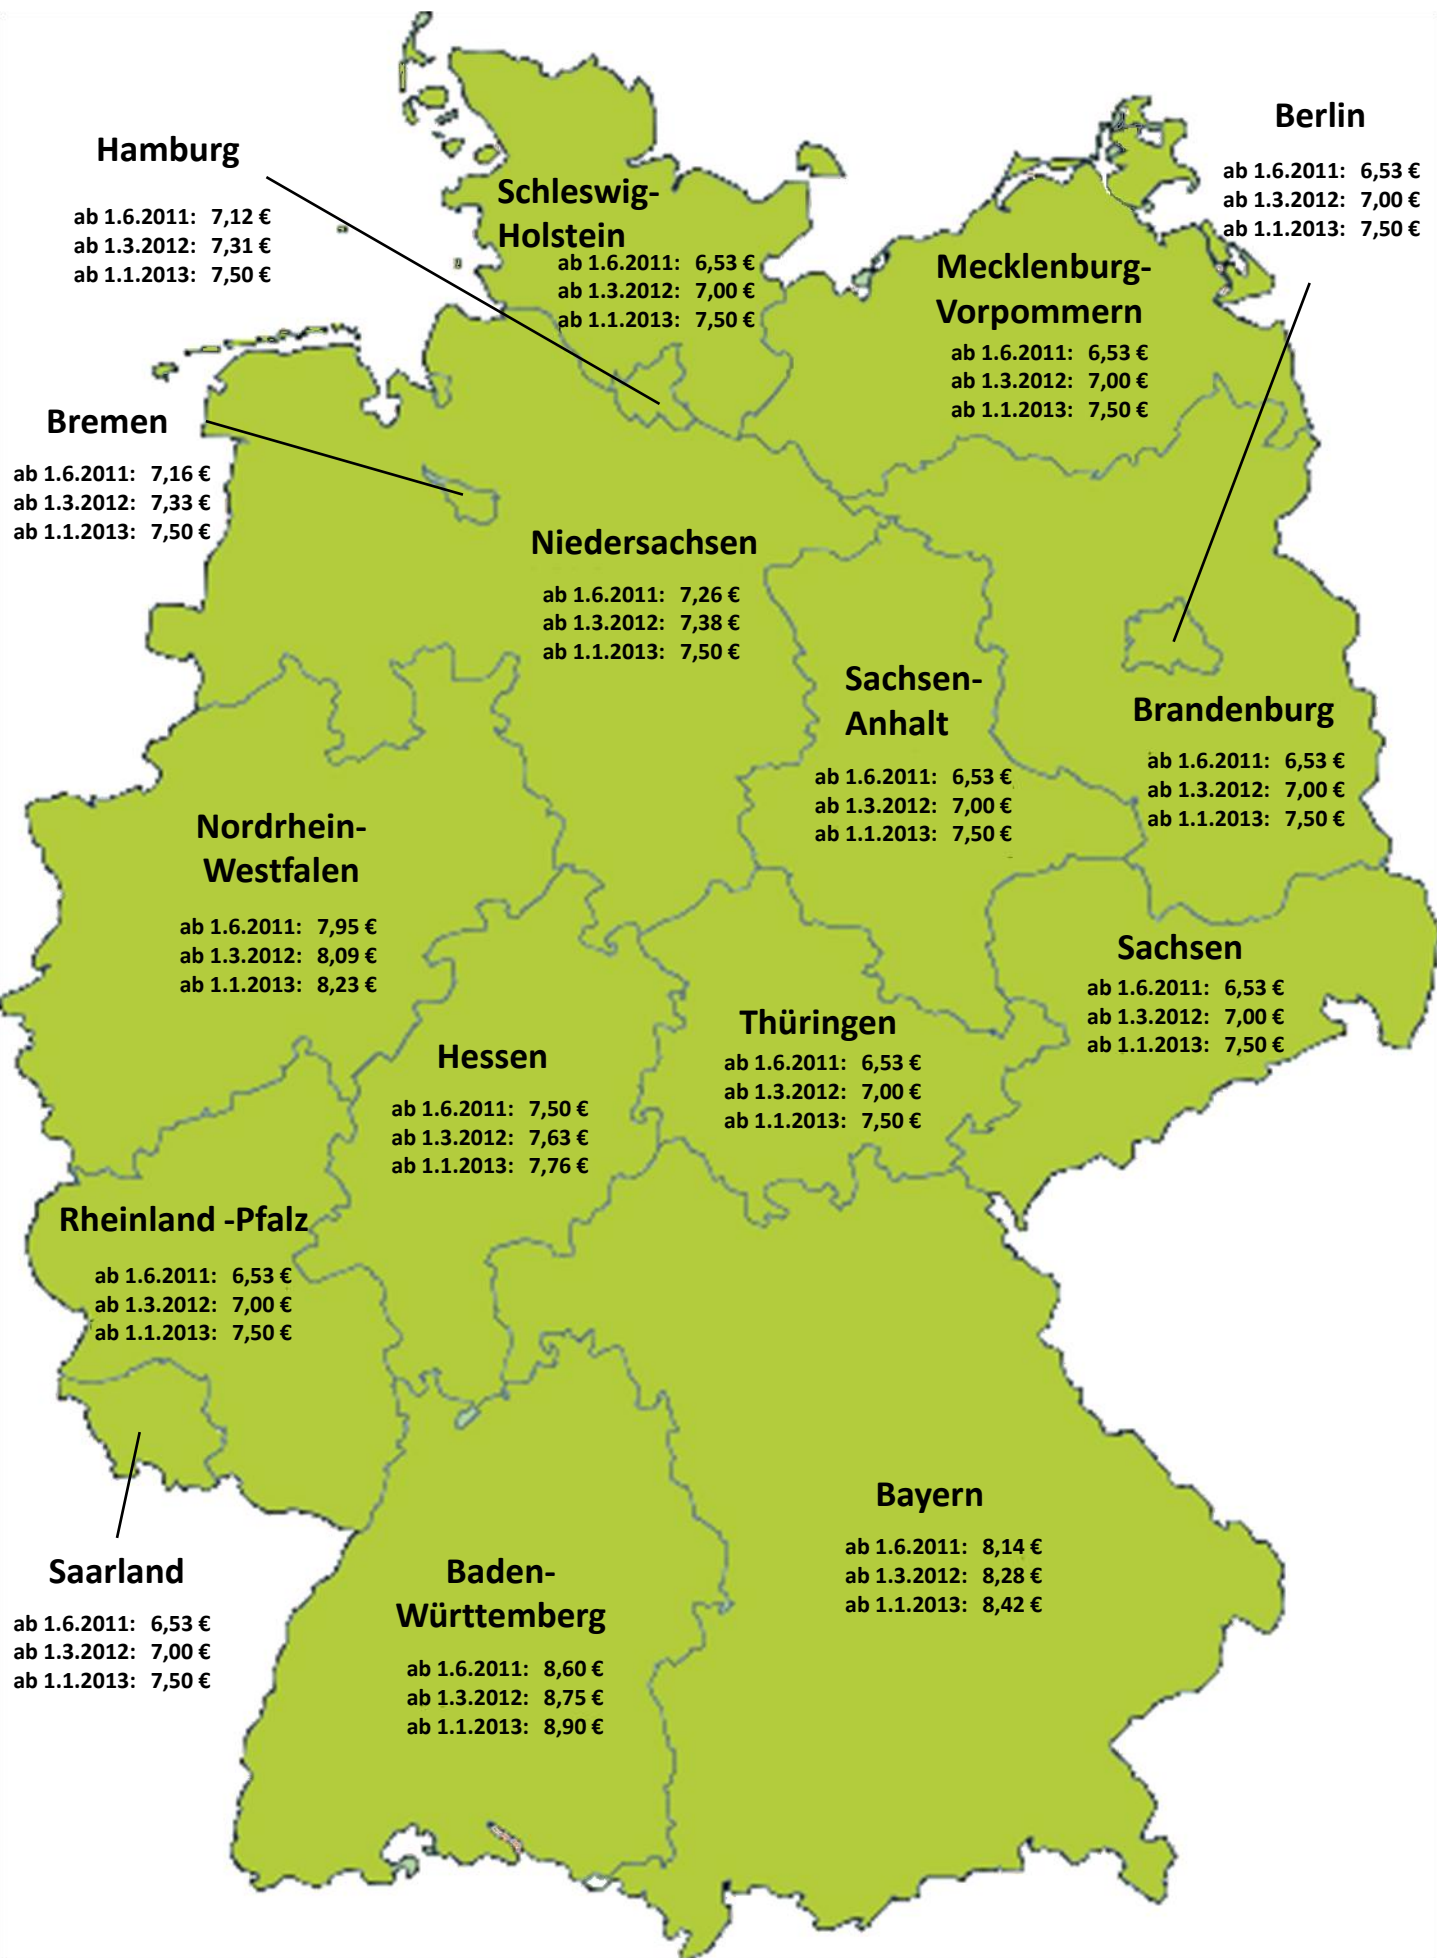 Hamburg
ab 1.6.2011: 7,12 €
ab 1.3.2012: 7,31 €
ab 1.1.2013: 7,50 €
Schleswig-
Holstein
ab 1.6.2011: 6,53 €
ab 1.3.2012: 7,00 €
ab 1.1.2013: 7,50 €
Berlin
ab 1.6.2011: 6,53 €
ab 1.3.2012: 7,00 €
ab 1.1.2013: 7,50 €
Mecklenburg-
Vorpommern
ab 1.6.2011: 6,53 €
ab 1.3.2012: 7,00 €
ab 1.1.2013: 7,50 €
Bremen
ab 1.6.2011: 7,16 €
ab 1.3.2012: 7,33 €
ab 1.1.2013: 7,50 €
Niedersachsen
ab 1.6.2011: 7,26 €
ab 1.3.2012: 7,38 €
ab 1.1.2013: 7,50 €
Sachsen-
Anhalt
ab 1.6.2011: 6,53 €
ab 1.3.2012: 7,00 €
ab 1.1.2013: 7,50 €
Brandenburg
ab 1.6.2011: 6,53 €
ab 1.3.2012: 7,00 €
ab 1.1.2013: 7,50 €
Nordrhein-
Westfalen
ab 1.6.2011: 7,95 €
ab 1.3.2012: 8,09 €
ab 1.1.2013: 8,23 €
Sachsen
ab 1.6.2011: 6,53 €
ab 1.3.2012: 7,00 €
ab 1.1.2013: 7,50 €
Thüringen
ab 1.6.2011: 6,53 €
ab 1.3.2012: 7,00 €
ab 1.1.2013: 7,50 €
Hessen
ab 1.6.2011: 7,50 €
ab 1.3.2012: 7,63 €
ab 1.1.2013: 7,76 €
Rheinland -Pfalz
ab 1.6.2011: 6,53 €
ab 1.3.2012: 7,00 €
ab 1.1.2013: 7,50 €
Saarland
ab 1.6.2011: 6,53 €
ab 1.3.2012: 7,00 €
ab 1.1.2013: 7,50 €
Baden-
Württemberg
ab 1.6.2011: 8,60 €
ab 1.3.2012: 8,75 €
ab 1.1.2013: 8,90 €
Bayern
ab 1.6.2011: 8,14 €
ab 1.3.2012: 8,28 €
ab 1.1.2013: 8,42 €